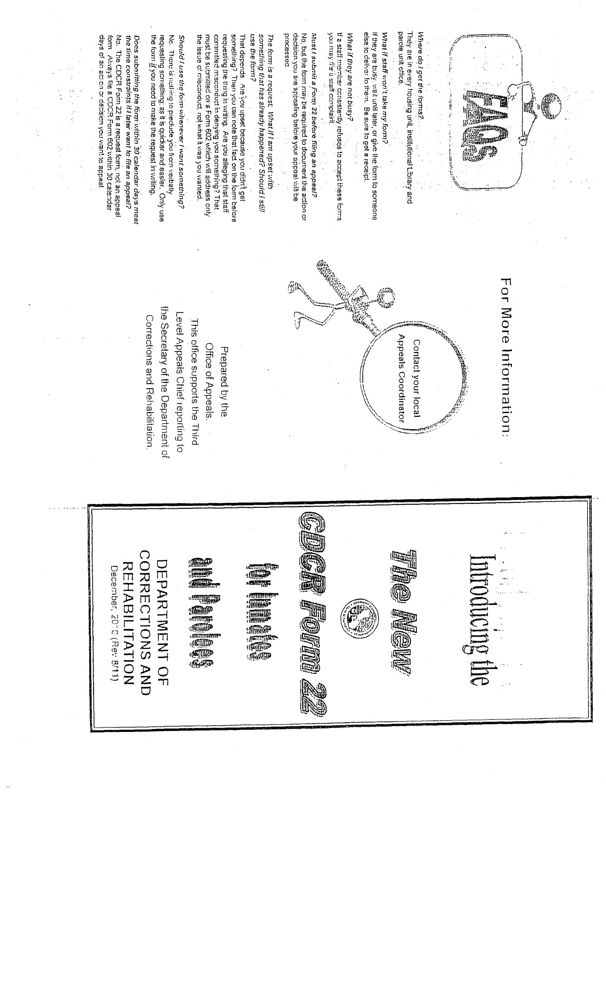 FAQs
Where do I get the forms?
They are in every housing unit, institutional Library and
parole unit office.
What if staff won't take my form?
If they are busy wait until later, or give the form to someone
else to deliver to them. Be sure to get a receipt.
What if they are not busy?
If a staff member consistently refuses to accept these forms
you may file a staff complaint.
Must I submit a Form 22 before filing an appeal?
No, but the form may be required to document the action or
decision you are appealing before your appeal will be
processed
The form is a request. What if I am upset with
something that has already happened? Should I still
use the form?
That depends. Are you upset because you didn't get
something? Then you can note that fact on the form before
requesting the thing in writing. Are you alleging that staff
committed misconduct in denying you something? That
must be submitted on a Form 602 which will address only
the issue of misconduct, not what it was you wanted.
Should I use the form whenever I want something?
No. There is nothing to preclude you from verbally
requesting something, as it is quicker and easier. Only use
the form if you need to make the request in writing.
Does submitting the form within 30 calendar days meet
the time constraints if I later want to file an appeal?
No. The CDCR Form 22 is a request form, not an appeal
form. Always file a CDCR Form 602 within 30 calendar
days of an action or decision you want to appeal
For More Information:
Contact your local
Appeals Coordinator
Prepared by the
Office of Appeals.
This office supports the Third
Level Appeals Chief reporting to
the Secretary of the Department of
Corrections and Rehabilitation.
Introducing the
The New
CDCR Form 22
for Inmates
and Parolees
DEPARTMENT OF
CORRECTIONS AND
REHABILITATION
December, 2010 (Rev 8/11)